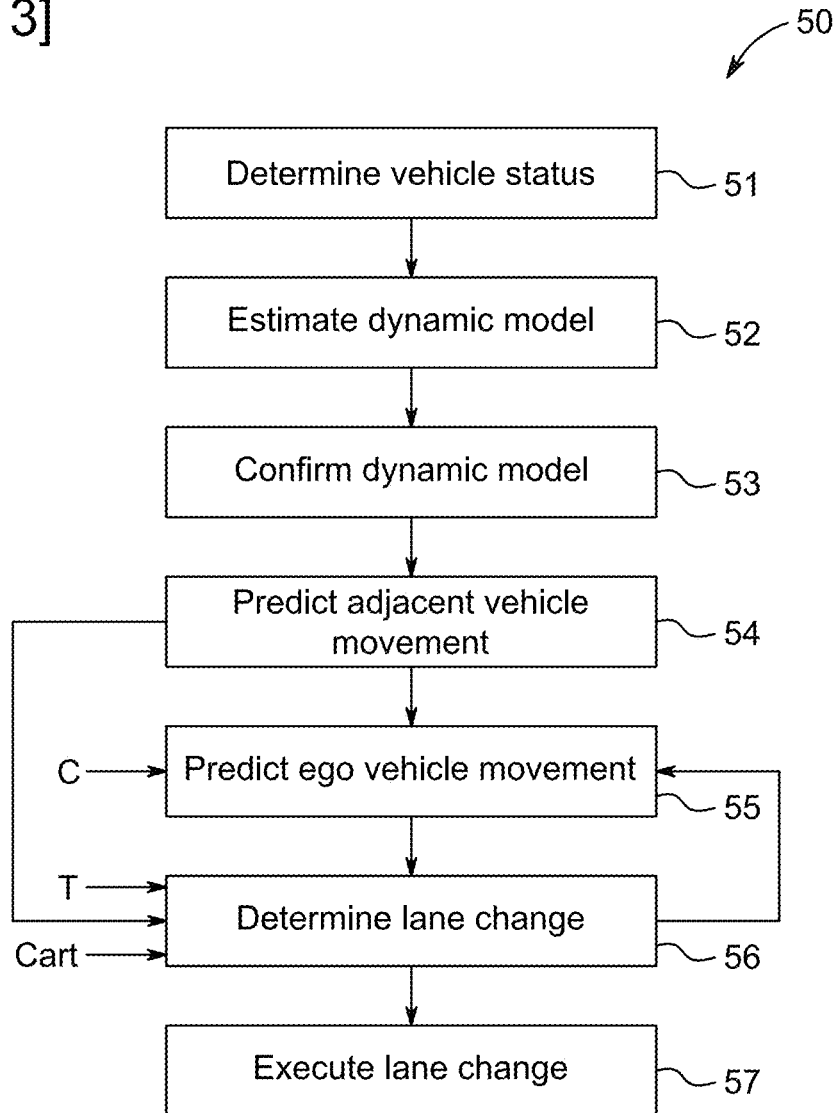 3]
50
Determine vehicle status
51
Estimate dynamic model
52
Confirm dynamic model
53
Predict adjacent vehicle
movement
54
C
Predict ego vehicle movement
55
T
Determine lane change
Cart
56
Execute lane change
57